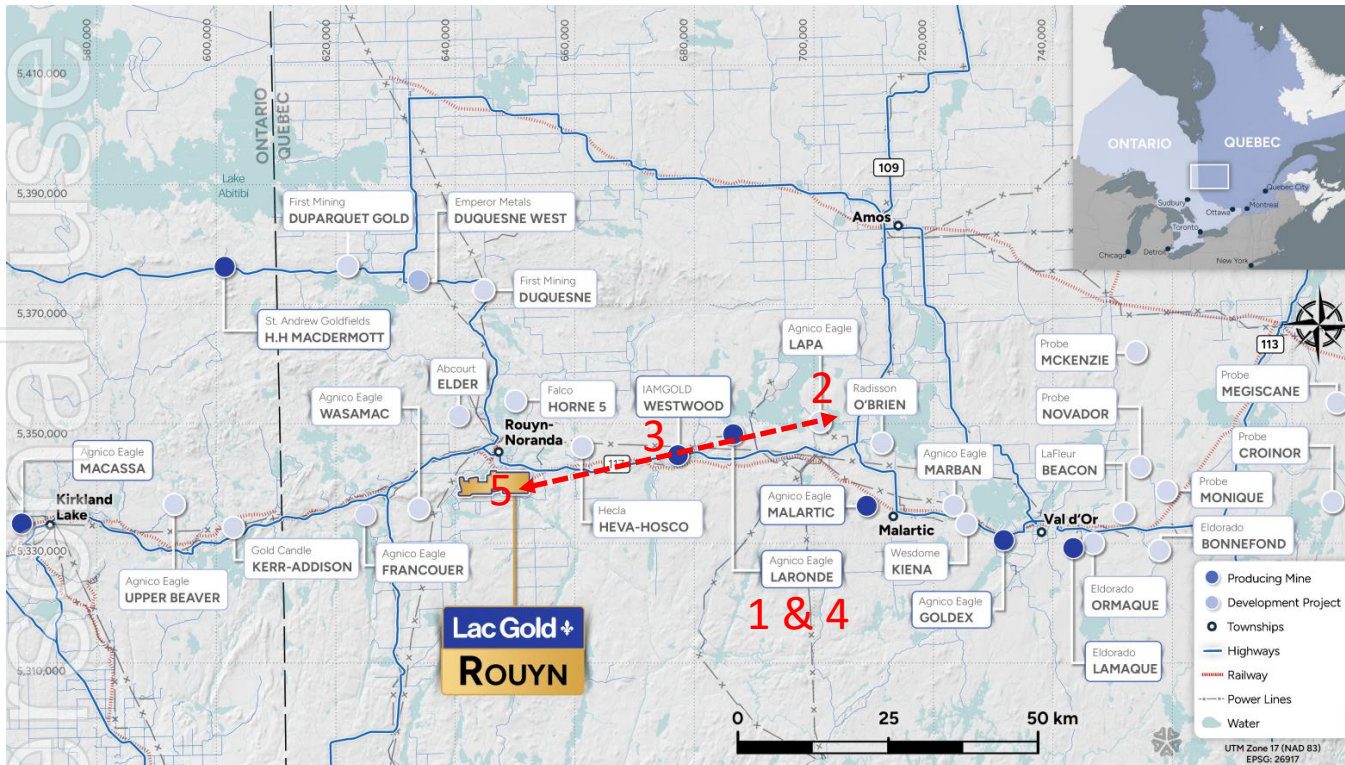 580,000
600,000
620,000
640,000
660,000
680,000
700,000
720,000
740,000
5,410,000
5,390,000
5,370,000
5,350,000
5,330,000
5,310,000
ersonal use
ONTARIO
QUEBEC
Lake
Abitibi
First Mining
DUPARQUET GOLD
Emperor Metals
DUQUESNE WEST
First Mining
DUQUESNE
St. Andrew Goldfields
H.H MACDERMOTT
109
Amos
113
Agnico Eagle
LAPA
Probe
MCKENZIE
Probe
MEGISCANE
Abcourt
ELDER
Agnico Eagle
WASAMAC
Falco
HORNE 5
IAMGOLD
WESTWOOD
2
Radisson
O'BRIEN
Probe
NOVADOR
Rouyn-
Noranda
3
117
Agnico Eagle
MACASSA
Kirkland
Lake
5
Agnico Eagle
MARBAN
LaFleur
BEACON
Probe
CROINOR
Probe
MONIQUE
Hecla
HEVA-HOSCO
Agnico Eagle
MALARTIC
Malartic
Val d'Or
Eldorado
BONNEFOND
Gold Candle
KERR-ADDISON
Agnico Eagle
FRANCOUER
Agnico Eagle
UPPER BEAVER
Agnico Eagle
LARONDE
1 & 4
Wesdome
KIENA
Agnico Eagle
GOLDEX
Eldorado
ORMAQUE
Eldorado
LAMAQUE
Lac Gold
ROUYN
0
25
50 km
ONTARIO
QUEBEC
Quebec City
Sudbury
Ottawa
Montreal
Toronto
Chicago
Detroit
New York
Producing Mine
Development Project
Townships
Highways
Railway
Power Lines
Water
UTM Zone 17 (NAD 83)
EPSG: 26917